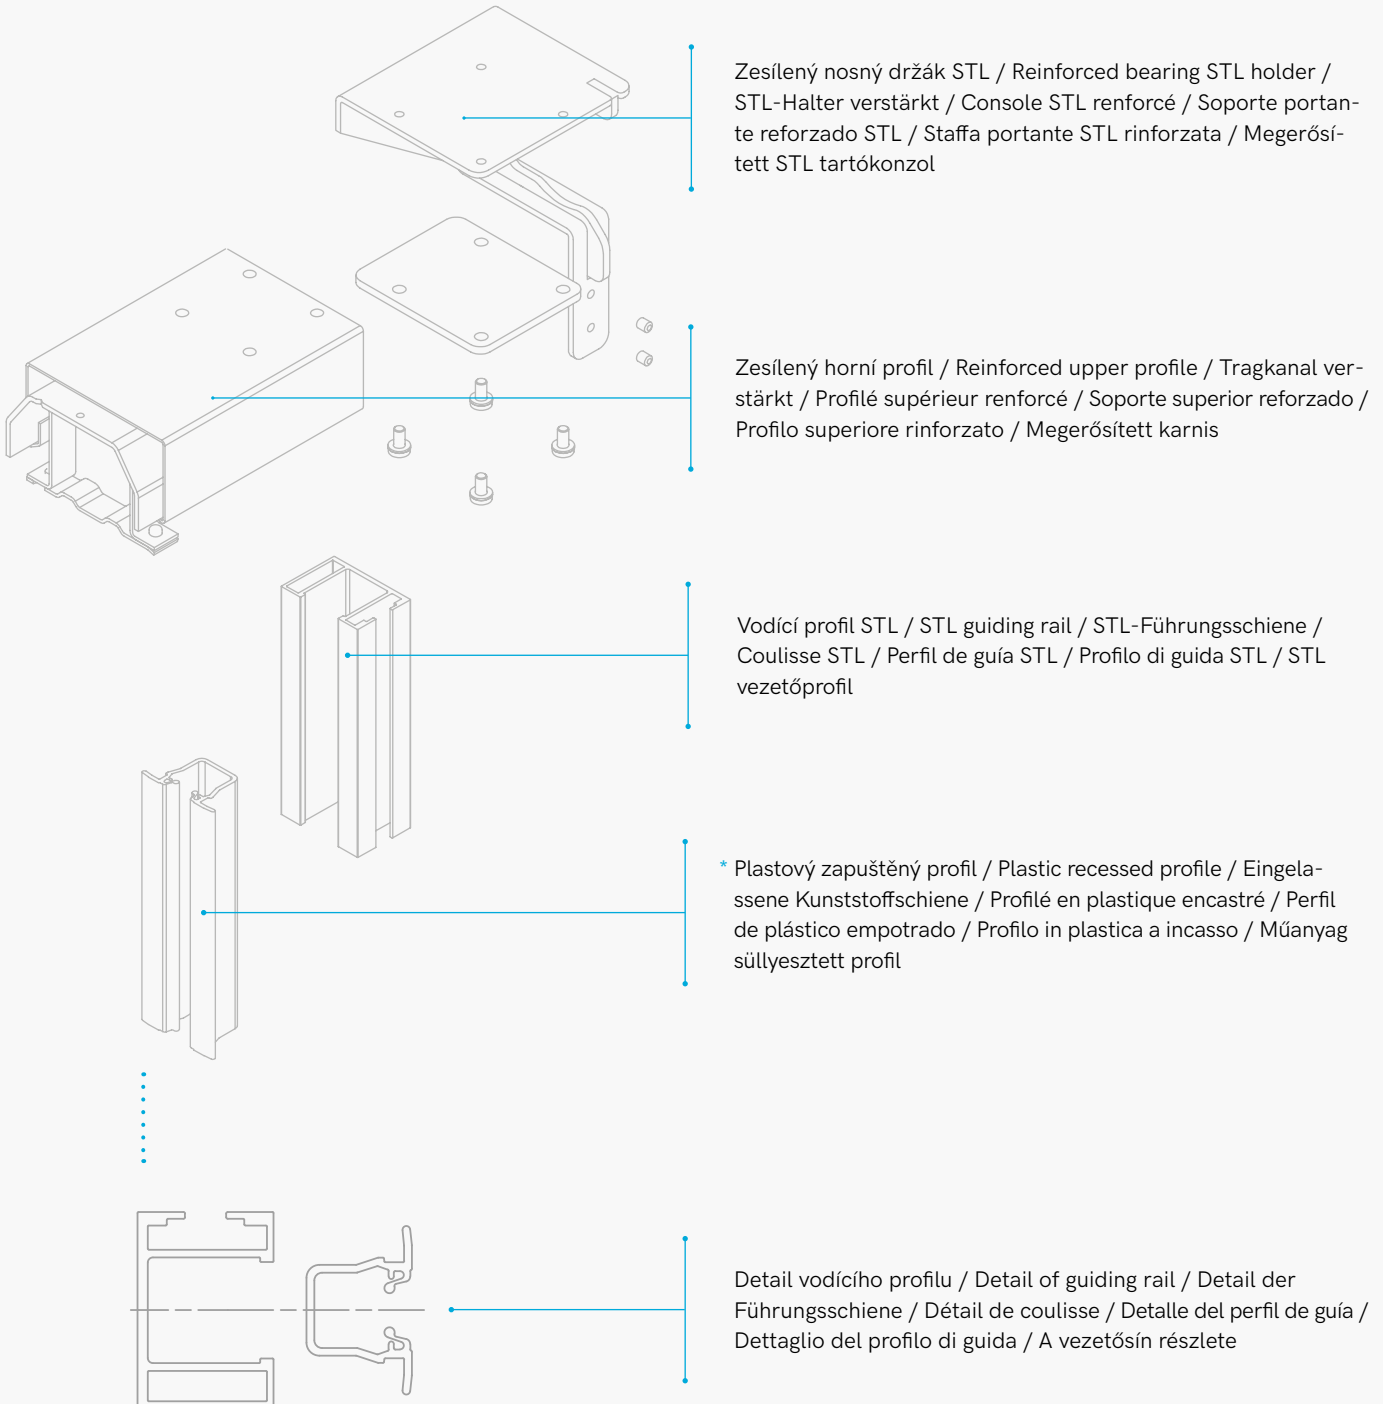 Zesílený nosný držák STL / Reinforced bearing STL holder /
STL-Halter verstärkt / Console STL renforcé / Soporte portan-
te reforzado STL / Staffa portante STL rinforzata / Megerősí-
tett STL tartókonzol
Zesílený horní profil / Reinforced upper profile / Tragkanal ver-
stärkt / Profilé supérieur renforcé / Soporte superior reforzado /
Profilo superiore rinforzato / Megerősített karnis
Vodící profil STL / STL guiding rail / STL-Führungsschiene /
Coulisse STL / Perfil de guía STL / Profilo di guida STL / STL
vezetőprofil
* Plastový zapuštěný profil / Plastic recessed profile / Eingela-
ssene Kunststoffschiene / Profilé en plastique encastré / Perfil
de plástico empotrado / Profilo in plastica a incasso / Műanyag
süllyesztett profil
Detail vodícího profilu / Detail of guiding rail / Detail der
Führungsschiene / Détail de coulisse / Detalle del perfil de guía /
Dettaglio del profilo di guida / A vezetősín részlete